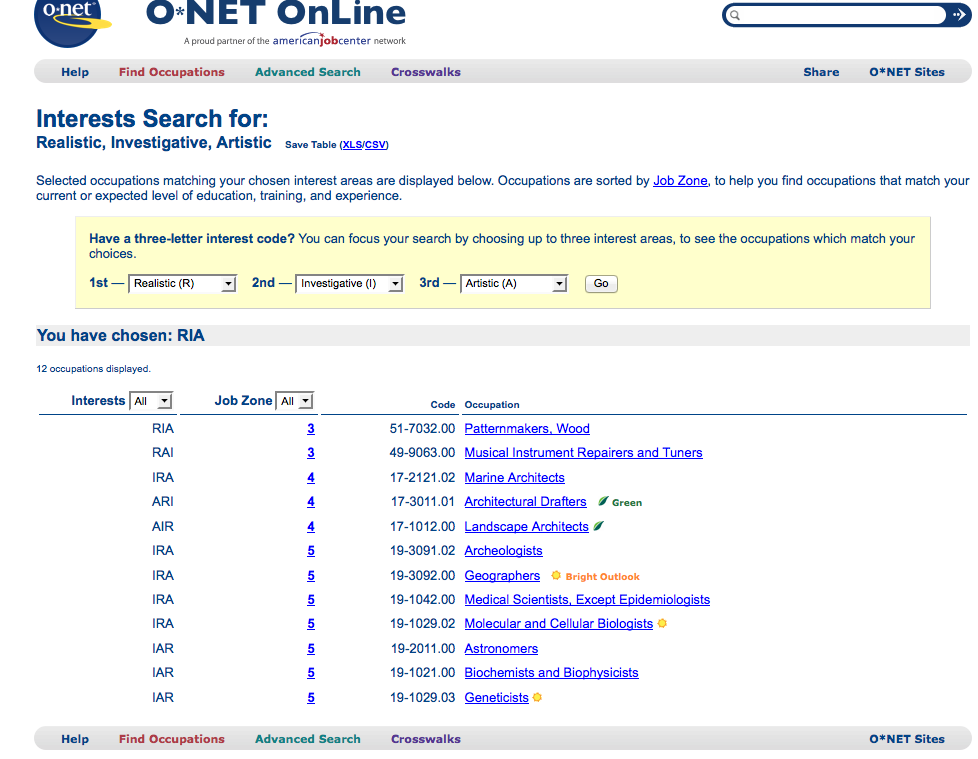 o·net®
O*NET OnLine
A proud partner of the americanjobcenter network
Help Find Occupations Advanced Search Crosswalks Share O*NET Sites
Interests Search for:
Realistic, Investigative, Artistic Save Table (XLS/CSV)
Selected occupations matching your chosen interest areas are displayed below. Occupations are sorted by Job Zone, to help you find occupations that match your
current or expected level of education, training, and experience.
Have a three-letter interest code? You can focus your search by choosing up to three interest areas, to see the occupations which match your
choices.
1st — Realistic (R) 2nd — Investigative (I) 3rd — Artistic (A) Go
You have chosen: RIA
12 occupations displayed.
Interests All Job Zone All Code Occupation
RIA 3 51-7032.00 Patternmakers, Wood
RAI 3 49-9063.00 Musical Instrument Repairers and Tuners
IRA 4 17-2121.02 Marine Architects
ARI 4 17-3011.01 Architectural Drafters Green
AIR 4 17-1012.00 Landscape Architects
IRA 5 19-3091.02 Archeologists
IRA 5 19-3092.00 Geographers Bright Outlook
IRA 5 19-1042.00 Medical Scientists, Except Epidemiologists
IRA 5 19-1029.02 Molecular and Cellular Biologists
IAR 5 19-2011.00 Astronomers
IAR 5 19-1021.00 Biochemists and Biophysicists
IAR 5 19-1029.03 Geneticists
Help Find Occupations Advanced Search Crosswalks O*NET Sites